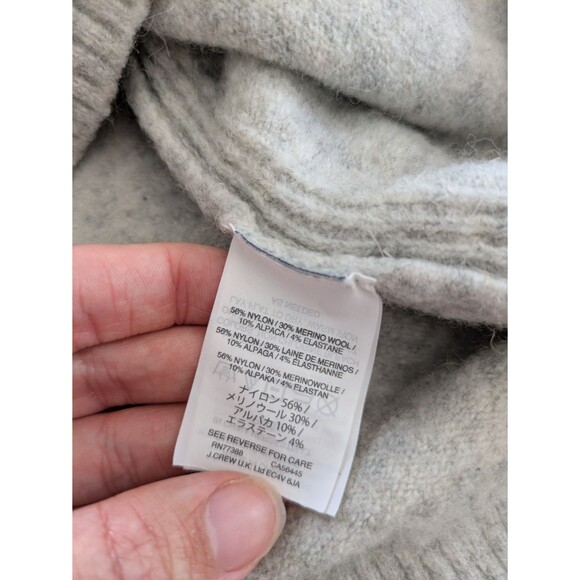 56% NYLON / 30% MERINO WOOL /
10% ALPACA / 4% ELASTANE
56% NYLON / 30% LAINE DE MERINOS /
10% ALPAGA / 4% ELASTHANNE
56% NYLON / 30% MERINOWOLLE /
10% ALPAKA / 4% ELASTAN
ナイロン 56% /
メリノウール 30% /
アルパカ 10% /
エラステーン 4%
SEE REVERSE FOR CARE
RN77388 CA56445
J.CREW U.K. Ltd EC4V 6JA